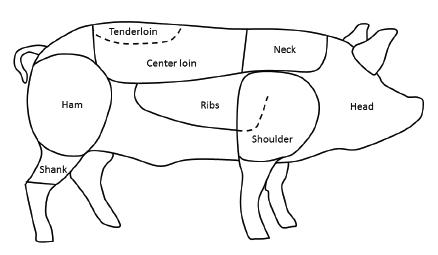 Tenderloin
Neck
Center loin
Ham
Ribs
Head
Shoulder
Shank